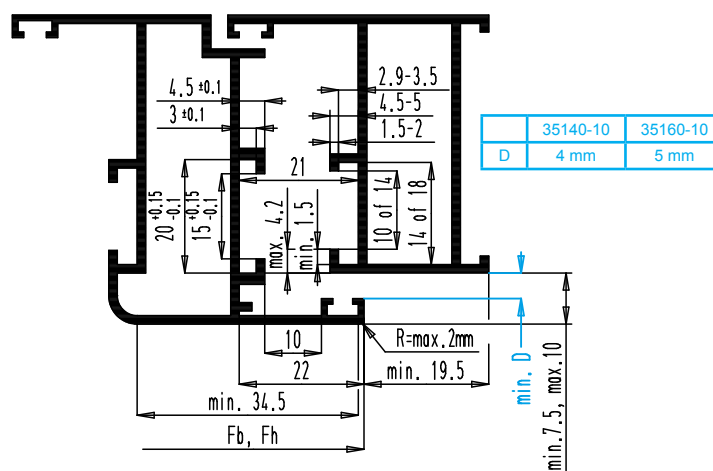 4.5 ±0.1
3 ±0.1
2.9-3.5
4.5-5
1.5-2
35140-10 35160-10
D 4 mm 5 mm
21
20 +0.15 -0.1
15 +0.15 -0.1
max. 4.2
min. 1.5
10 of 14
14 of 18
10
R=max.2mm
22
min. 19.5
min. D
min.7.5, max.10
min. 34.5
Fb, Fh